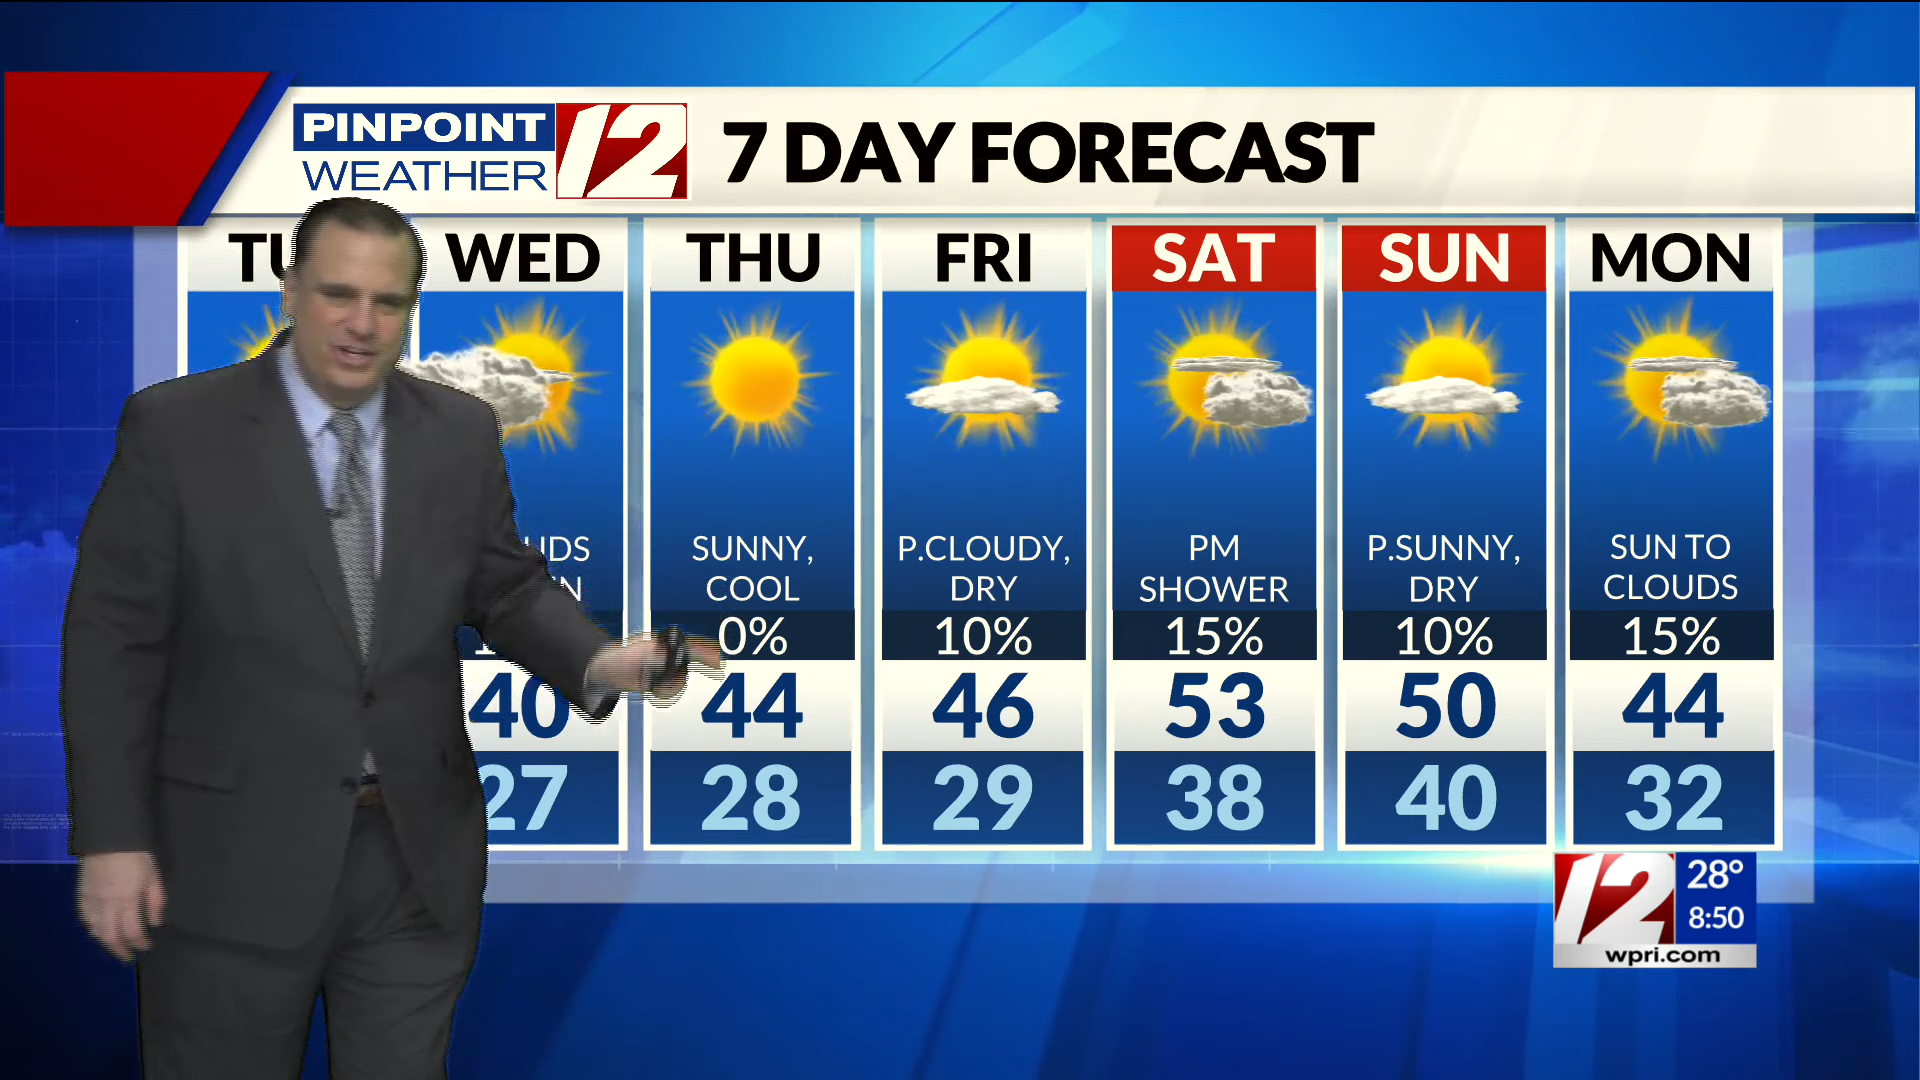 PINPOINT
WEATHER
12
7 DAY FORECAST
WED
THU
FRI
SAT
SUN
MON
SUNNY,
COOL
P.CLOUDY,
DRY
PM
SHOWER
P.SUNNY,
DRY
SUN TO
CLOUDS
0%
10%
15%
10%
15%
40
44
46
53
50
44
27
28
29
38
40
32
12
28°
8:50
wpri.com